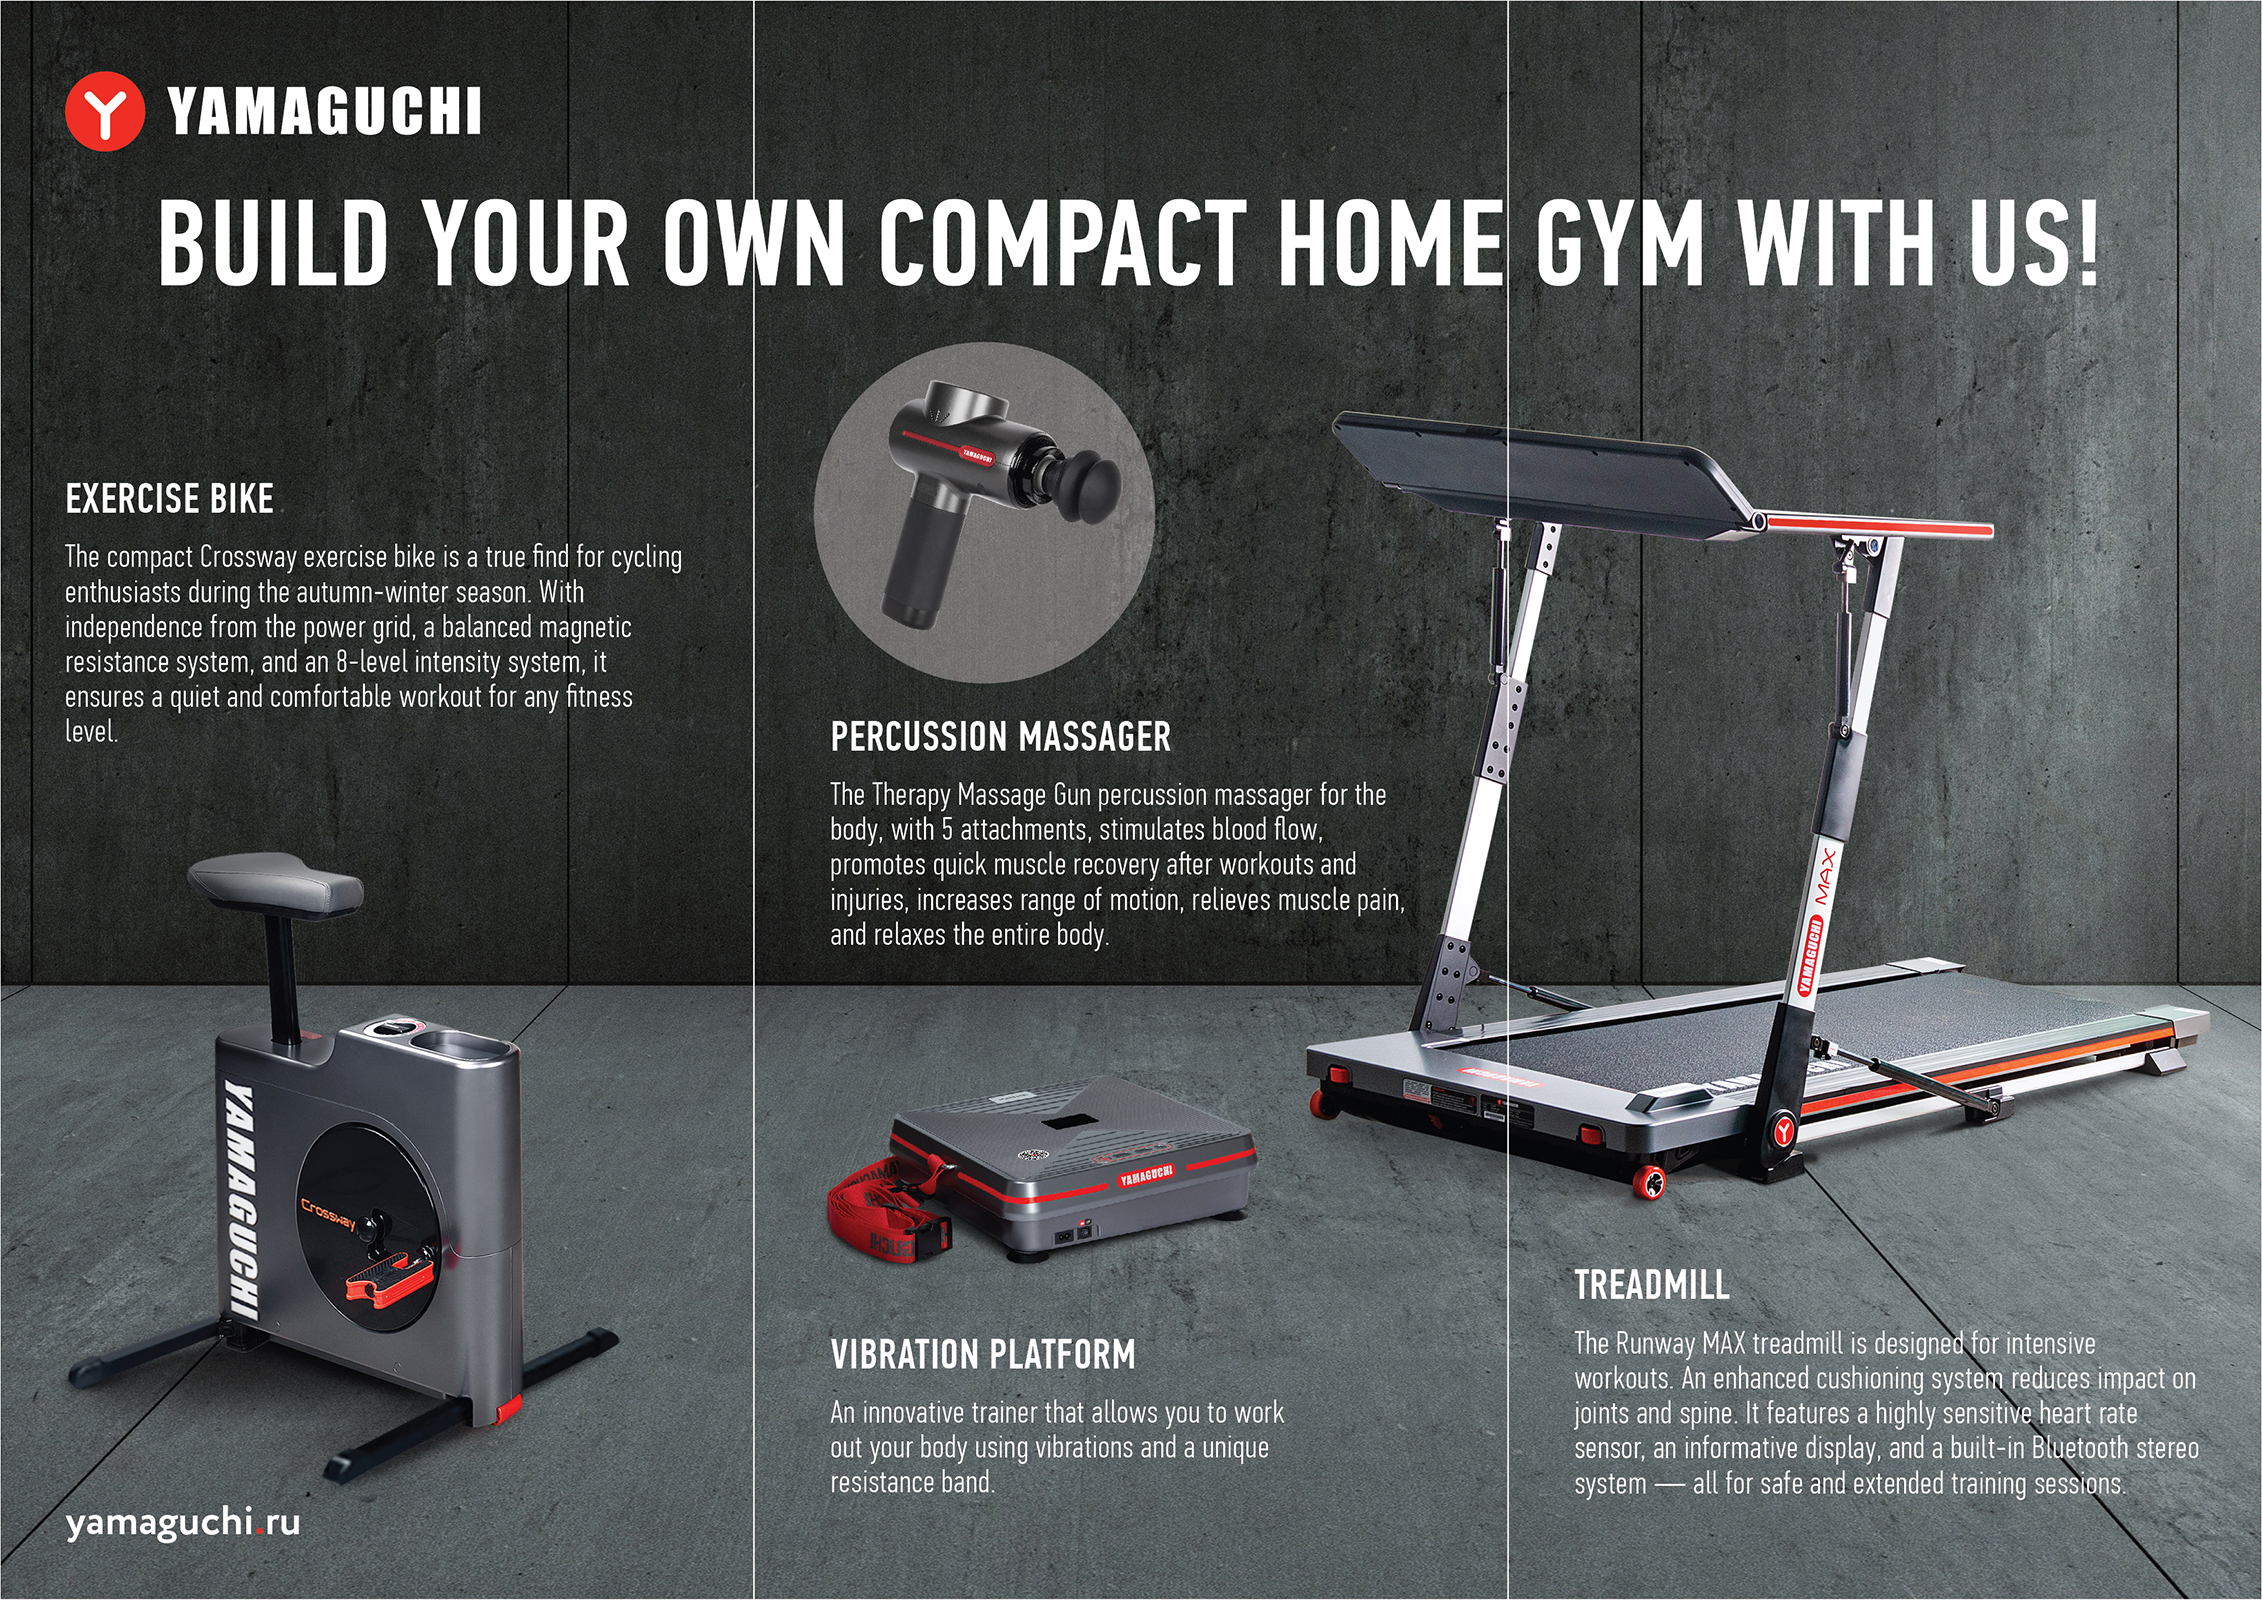 YAMAGUCHI
BUILD YOUR OWN COMPACT HOME GYM WITH US!
EXERCISE BIKE
The compact Crossway exercise bike is a true find for cycling
enthusiasts during the autumn-winter season. With
independence from the power grid, a balanced magnetic
resistance system, and an 8-level intensity system, it
ensures a quiet and comfortable workout for any fitness
level.
YAMAGUCHI
Crossway
yamaguchi.ru
YAMAGUCHI
PERCUSSION MASSAGER
The Therapy Massage Gun percussion massager for the
body, with 5 attachments, stimulates blood flow,
promotes quick muscle recovery after workouts and
injuries, increases range of motion, relieves muscle pain,
and relaxes the entire body.
YAMAGUCHI
VIBRATION PLATFORM
An innovative trainer that allows you to work
out your body using vibrations and a unique
resistance band.
YAMAGUCHI MAX
YAMAGUCHI
TREADMILL
The Runway MAX treadmill is designed for intensive
workouts. An enhanced cushioning system reduces impact on
joints and spine. It features a highly sensitive heart rate
sensor, an informative display, and a built-in Bluetooth stereo
system — all for safe and extended training sessions.